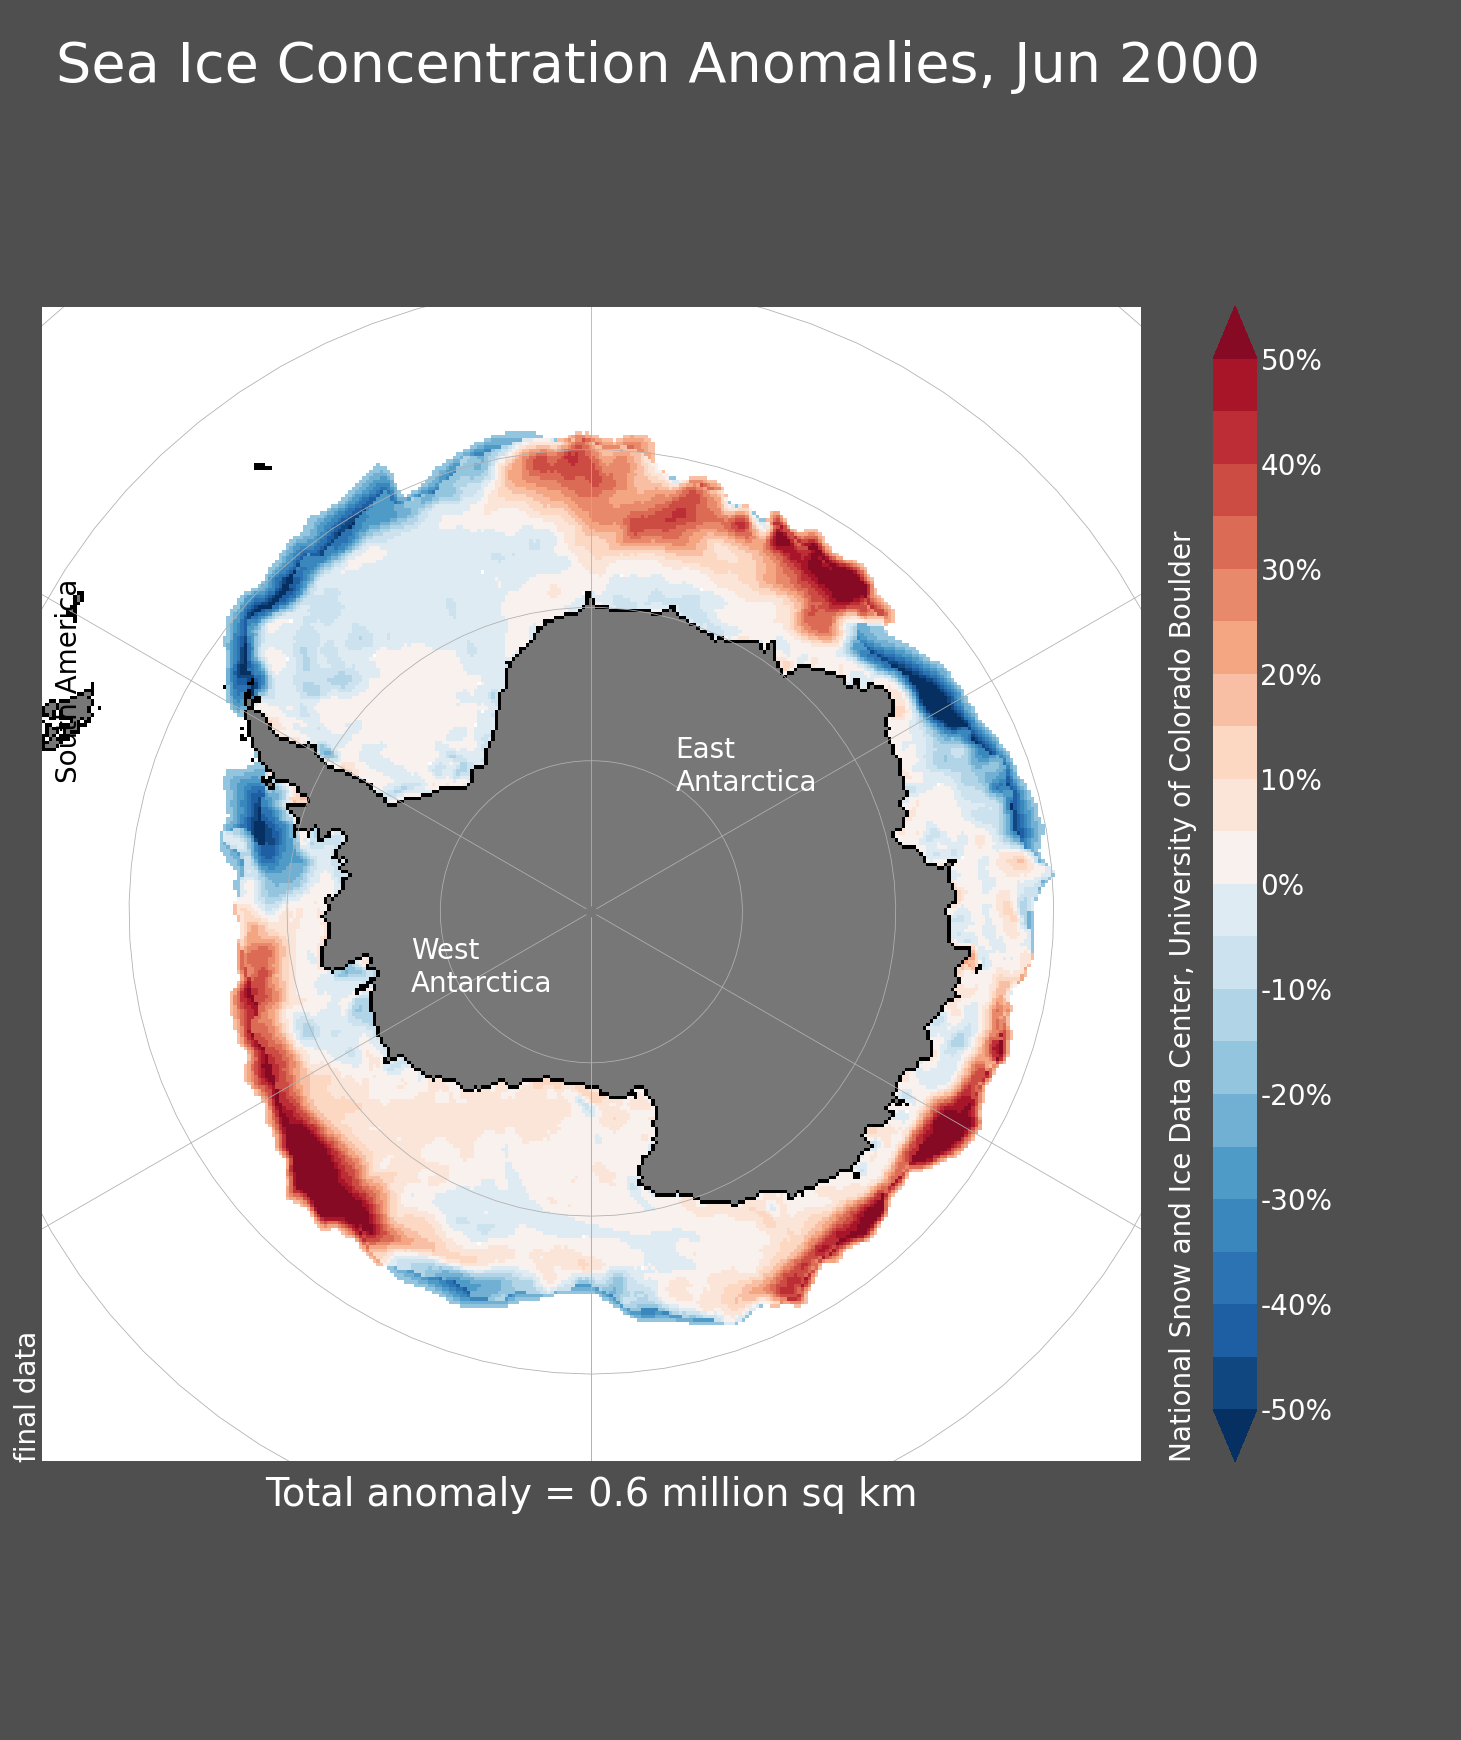 Sea Ice Concentration Anomalies, Jun 2000
South America
East
Antarctica
West
Antarctica
final data
50%
40%
30%
20%
10%
0%
-10%
-20%
-30%
-40%
-50%
National Snow and Ice Data Center, University of Colorado Boulder
Total anomaly = 0.6 million sq km